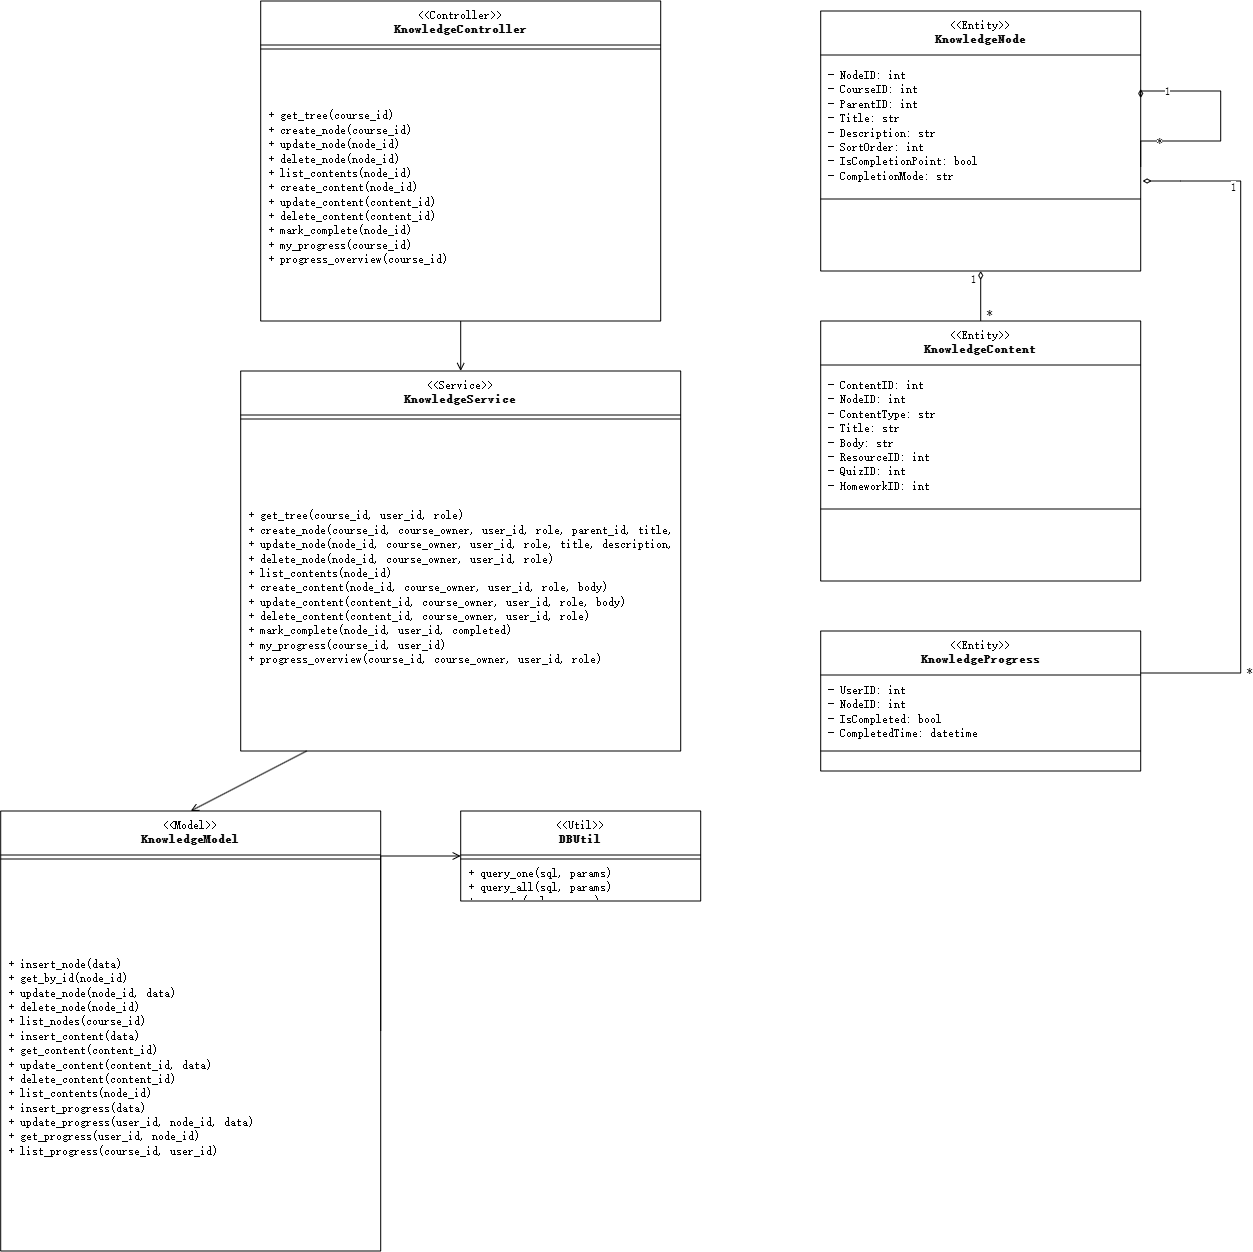 <<Controller>>
KnowledgeController
+ get_tree(course_id)
+ create_node(course_id)
+ update_node(node_id)
+ delete_node(node_id)
+ list_contents(node_id)
+ create_content(node_id)
+ update_content(content_id)
+ delete_content(content_id)
+ mark_complete(node_id)
+ my_progress(course_id)
+ progress_overview(course_id)
<<Service>>
KnowledgeService
+ get_tree(course_id, user_id, role)
+ create_node(course_id, course_owner, user_id, role, parent_id, title,
+ update_node(node_id, course_owner, user_id, role, title, description,
+ delete_node(node_id, course_owner, user_id, role)
+ list_contents(node_id)
+ create_content(node_id, course_owner, user_id, role, body)
+ update_content(content_id, course_owner, user_id, role, body)
+ delete_content(content_id, course_owner, user_id, role)
+ mark_complete(node_id, user_id, completed)
+ my_progress(course_id, user_id)
+ progress_overview(course_id, course_owner, user_id, role)
<<Model>>
KnowledgeModel
+ insert_node(data)
+ get_by_id(node_id)
+ update_node(node_id, data)
+ delete_node(node_id)
+ list_nodes(course_id)
+ insert_content(data)
+ get_content(content_id)
+ update_content(content_id, data)
+ delete_content(content_id)
+ list_contents(node_id)
+ insert_progress(data)
+ update_progress(user_id, node_id, data)
+ get_progress(user_id, node_id)
+ list_progress(course_id, user_id)
<<Util>>
DBUtil
+ query_one(sql, params)
+ query_all(sql, params)
<<Entity>>
KnowledgeNode
- NodeID: int
- CourseID: int
- ParentID: int
- Title: str
- Description: str
- SortOrder: int
- IsCompletionPoint: bool
- CompletionMode: str
1
*
1
1
*
<<Entity>>
KnowledgeContent
- ContentID: int
- NodeID: int
- ContentType: str
- Title: str
- Body: str
- ResourceID: int
- QuizID: int
- HomeworkID: int
<<Entity>>
KnowledgeProgress
- UserID: int
- NodeID: int
- IsCompleted: bool
- CompletedTime: datetime
*